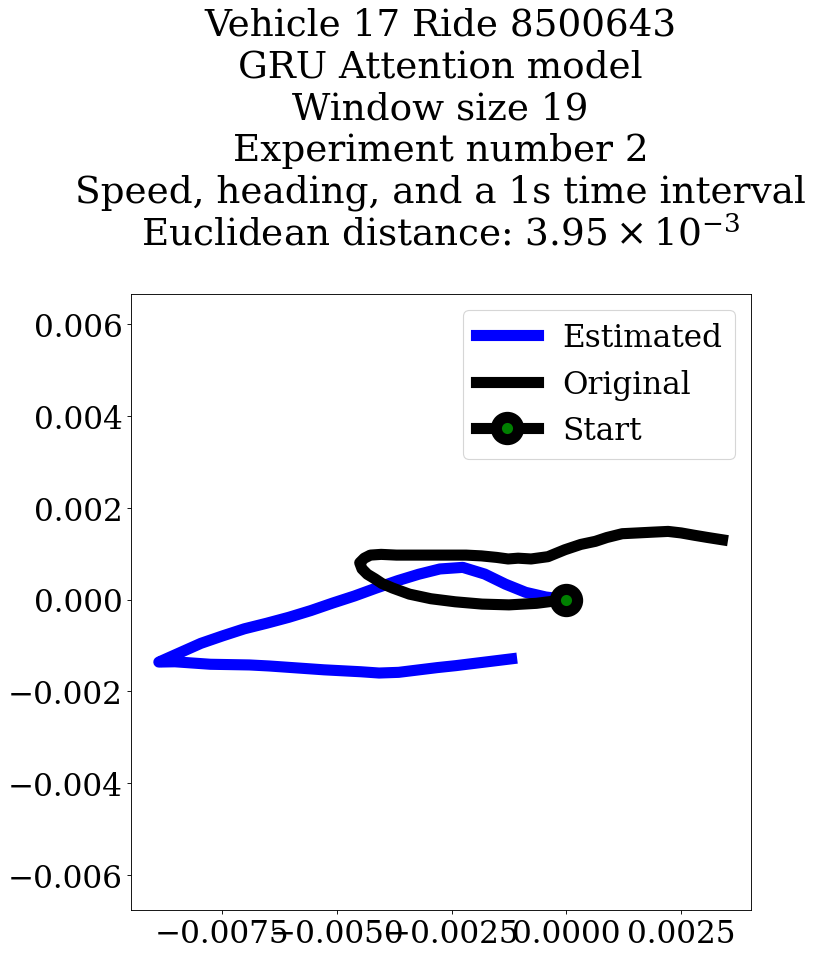 Vehicle 17 Ride 8500643
GRU Attention model
Window size 19
Experiment number 2
Speed, heading, and a 1s time interval
Euclidean distance: 3.95 × 10⁻³
Estimated
Original
Start
0.006
0.004
0.002
0.000
−0.002
−0.004
−0.006
−0.0075 −0.0050 −0.0025 0.0000 0.0025